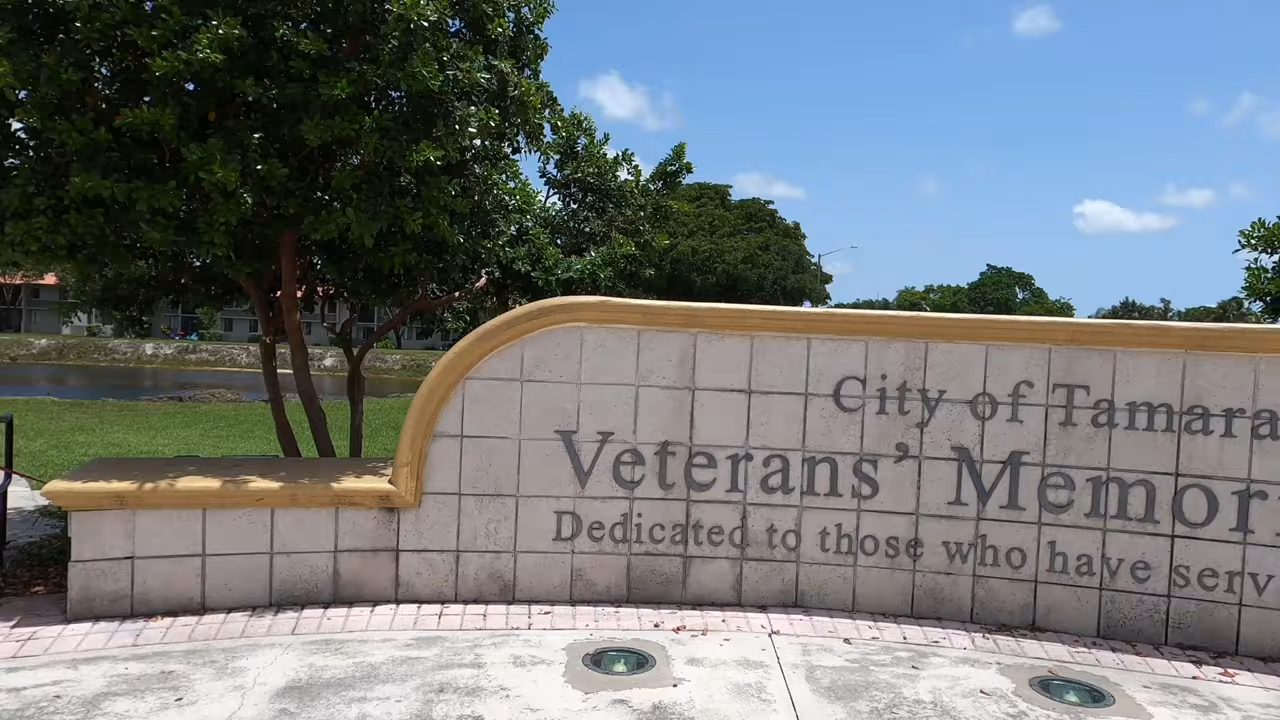 City of Tamara
Veterans' Memor
Dedicated to those who have serv